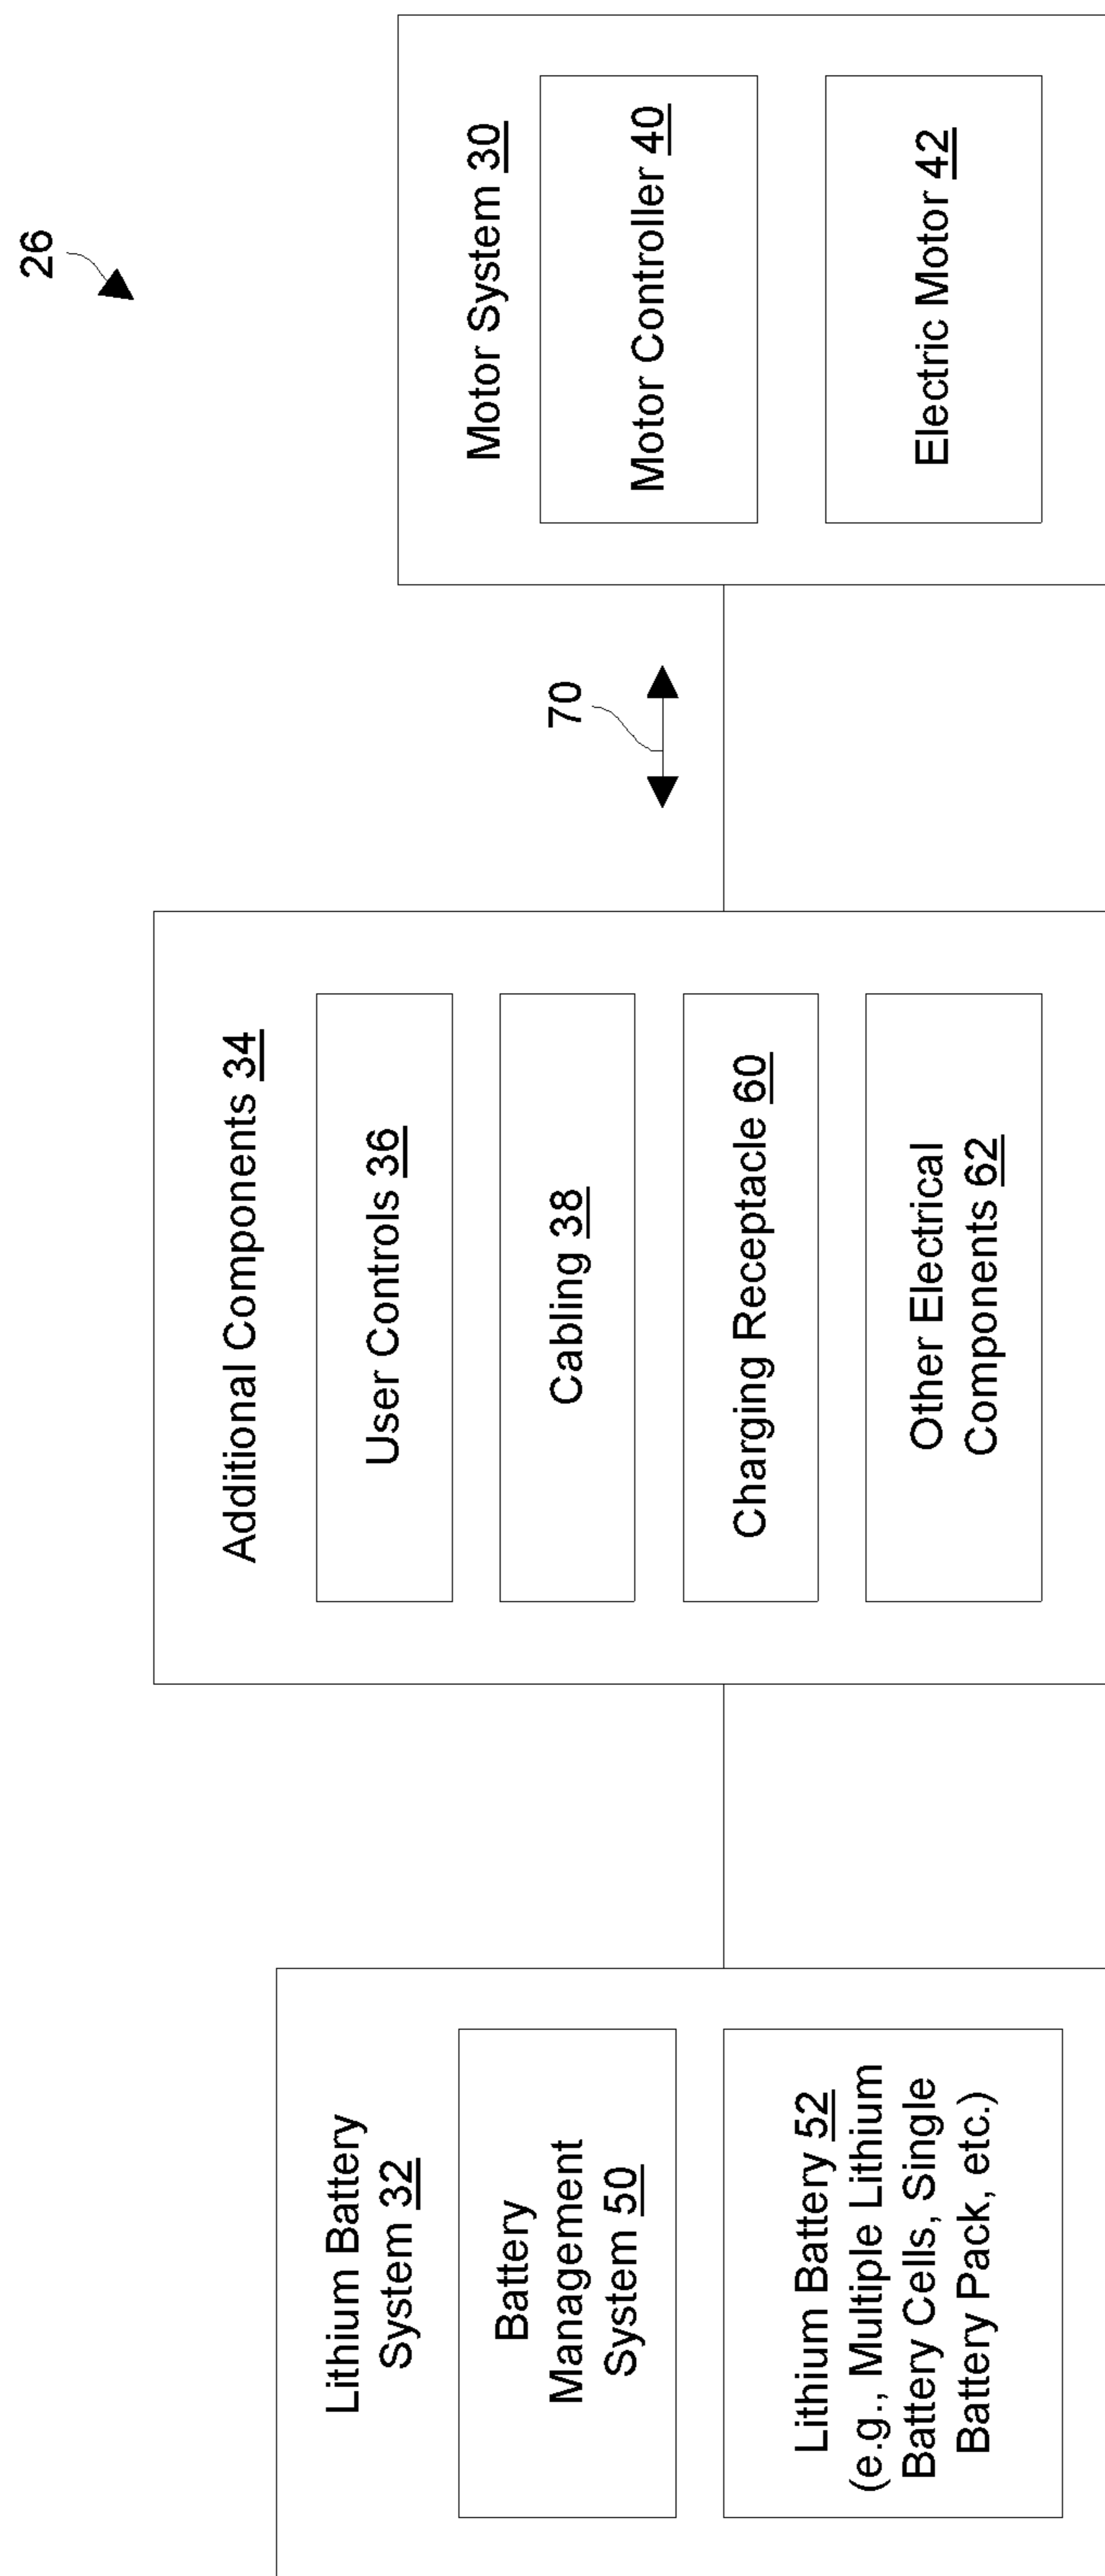 26
Lithium Battery
System 32
Battery
Management
System 50
Lithium Battery 52
(e.g., Multiple Lithium
Battery Cells, Single
Battery Pack, etc.)
Additional Components 34
User Controls 36
Cabling 38
Charging Receptacle 60
Other Electrical
Components 62
70
Motor System 30
Motor Controller 40
Electric Motor 42